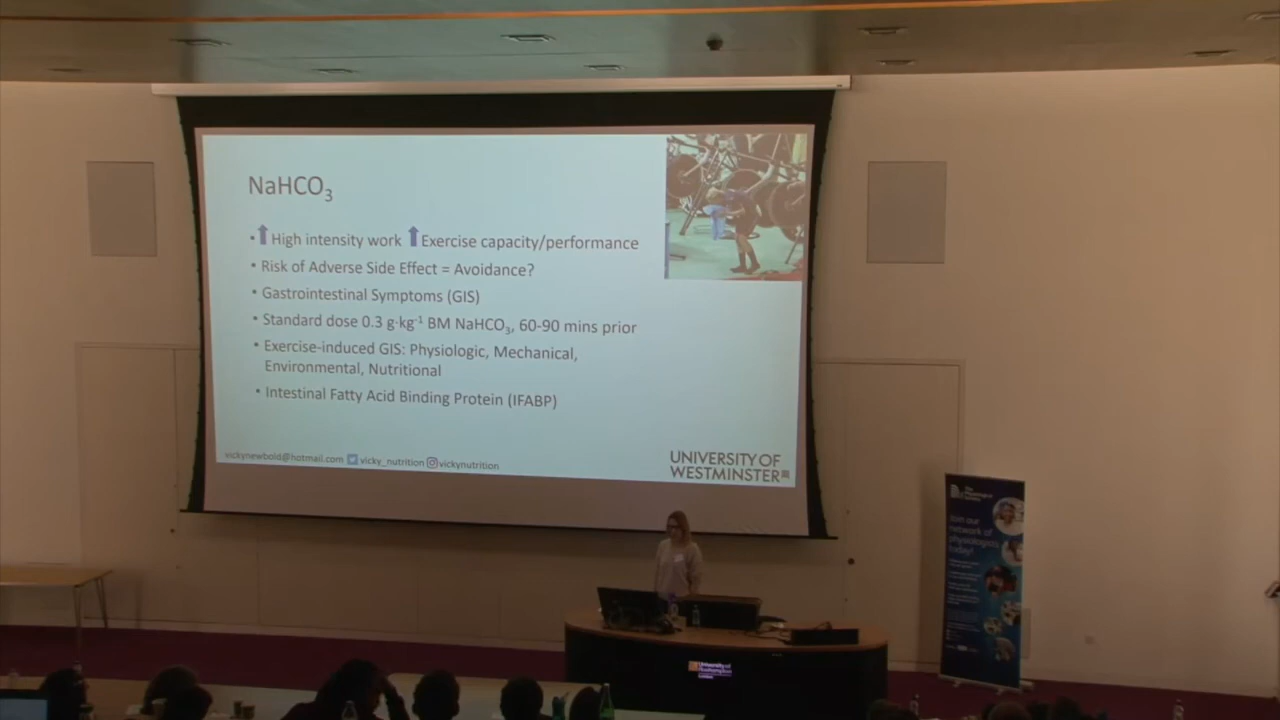 NaHCO3
• High intensity work Exercise capacity/performance
• Risk of Adverse Side Effect = Avoidance?
• Gastrointestinal Symptoms (GIS)
• Standard dose 0.3 g·kg-1 BM NaHCO3, 60-90 mins prior
• Exercise-induced GIS: Physiologic, Mechanical,
Environmental, Nutritional
• Intestinal Fatty Acid Binding Protein (IFABP)
vickynewbold@hotmail.com vicky_nutrition vickynutrition
UNIVERSITY OF
WESTMINSTER
Join our
network of
physiologists
today!